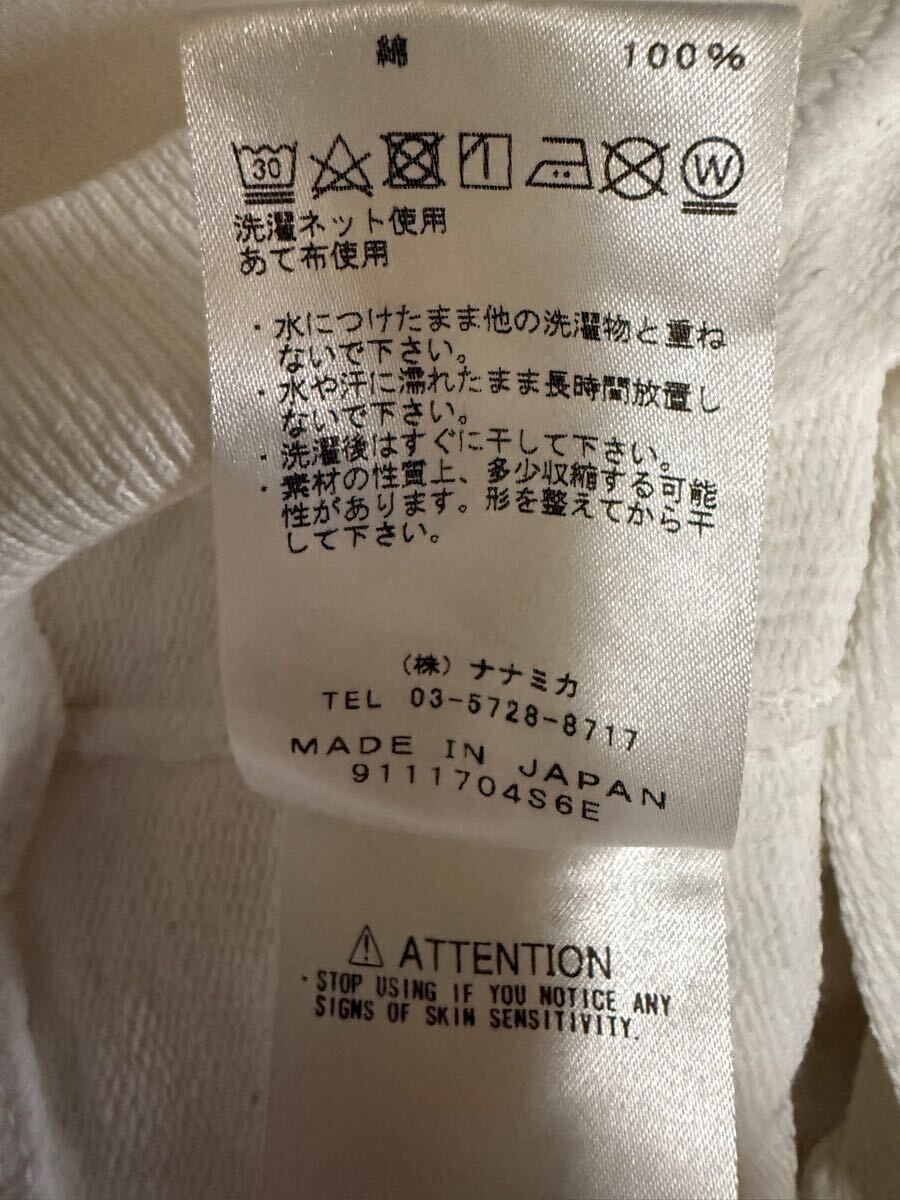 綿 100%
30 W
洗濯ネット使用
あて布使用
・水につけたまま他の洗濯物と重ね
ないで下さい。
・水や汗に濡れたまま長時間放置し
ないで下さい。
・洗濯後はすぐに干して下さい。
・素材の性質上、多少収縮する可能
性があります。形を整えてから干
して下さい。
(株) ナナミカ
TEL 03-5728-8717
MADE IN JAPAN
9111704S6E
ATTENTION
・STOP USING IF YOU NOTICE ANY
SIGNS OF SKIN SENSITIVITY.